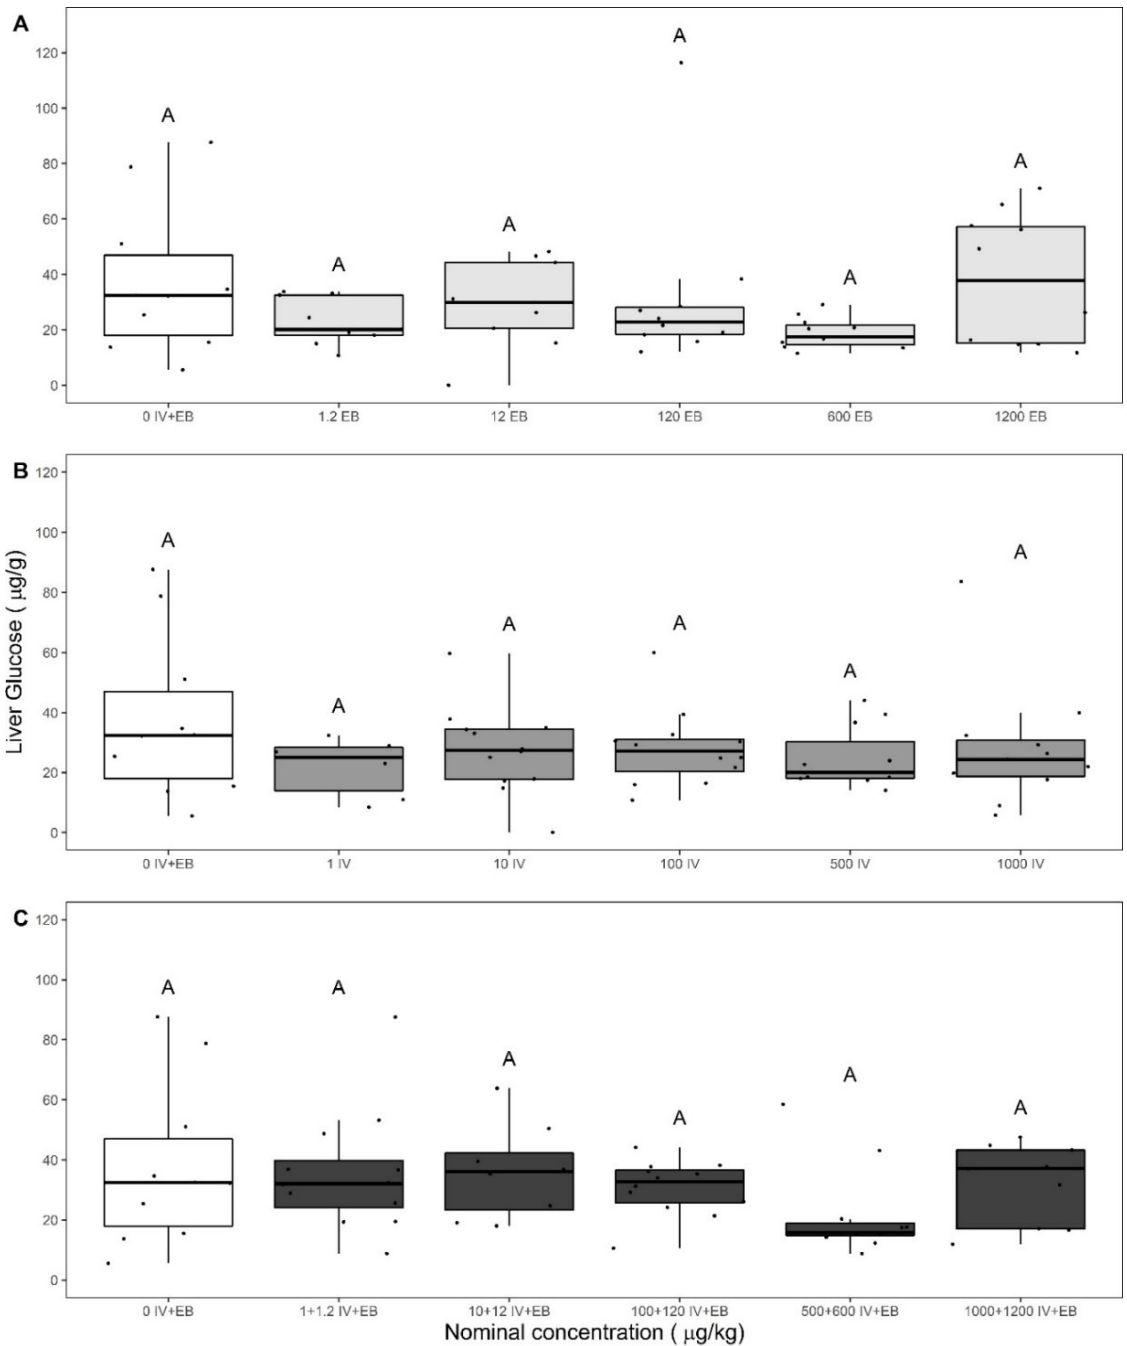 A
120
100
80
60
40
20
0
A
A
A
A
A
A
0 IV+EB
1.2 EB
12 EB
120 EB
600 EB
1200 EB
B
120
100
80
60
40
20
0
A
A
A
A
A
A
0 IV+EB
1 IV
10 IV
100 IV
500 IV
1000 IV
Liver Glucose ( μg/g)
C
120
100
80
60
40
20
0
A
A
A
A
A
A
0 IV+EB
1+1.2 IV+EB
10+12 IV+EB
100+120 IV+EB
500+600 IV+EB
1000+1200 IV+EB
Nominal concentration ( μg/kg)